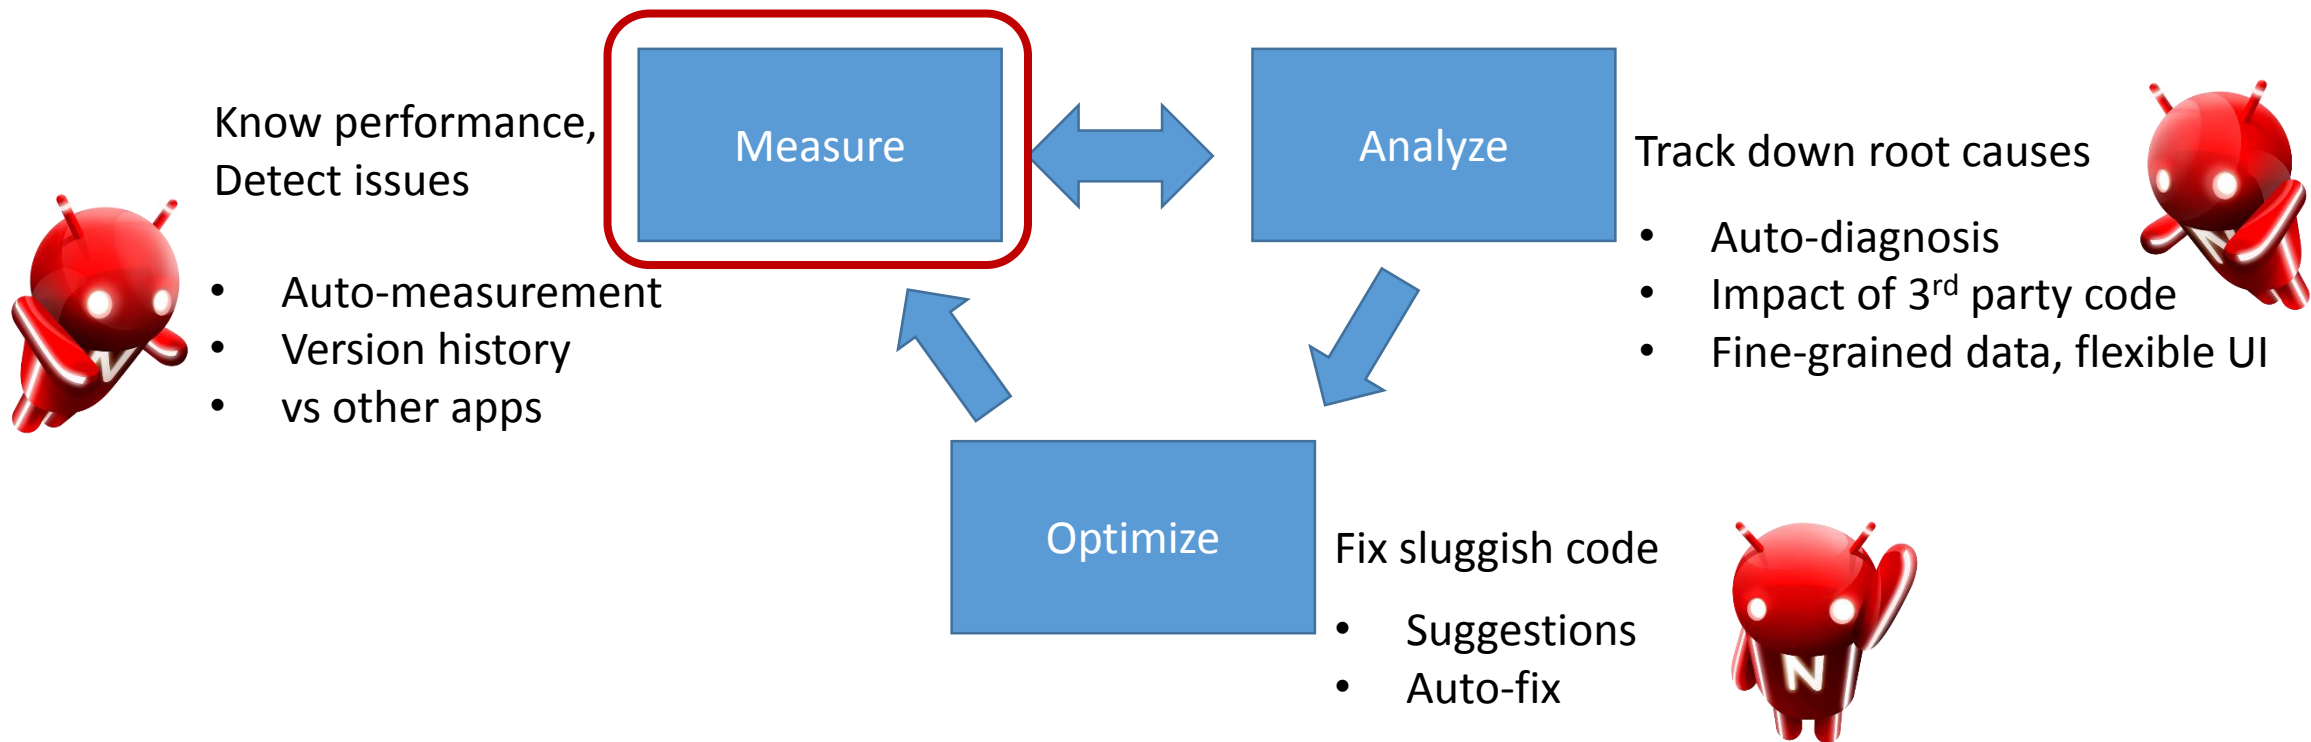 Measure
Know performance,
Detect issues
• Auto-measurement
• Version history
• vs other apps
Analyze
Track down root causes
• Auto-diagnosis
• Impact of 3rd party code
• Fine-grained data, flexible UI
Optimize
Fix sluggish code
• Suggestions
• Auto-fix
N
N
N